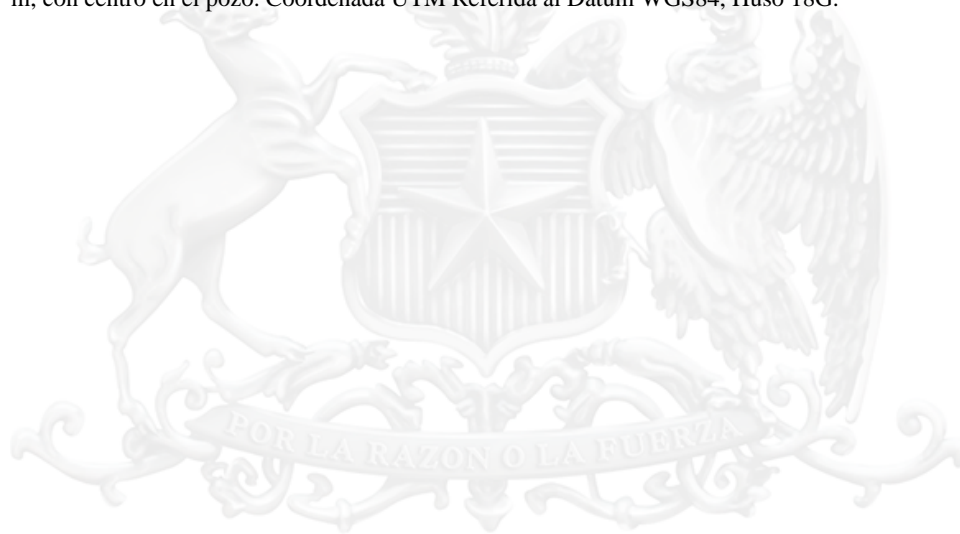 m, con centro en el pozo. Coordenada UTM Referida al Datum WGS84, Huso 18G.
POR LA RAZON O LA FUERZA